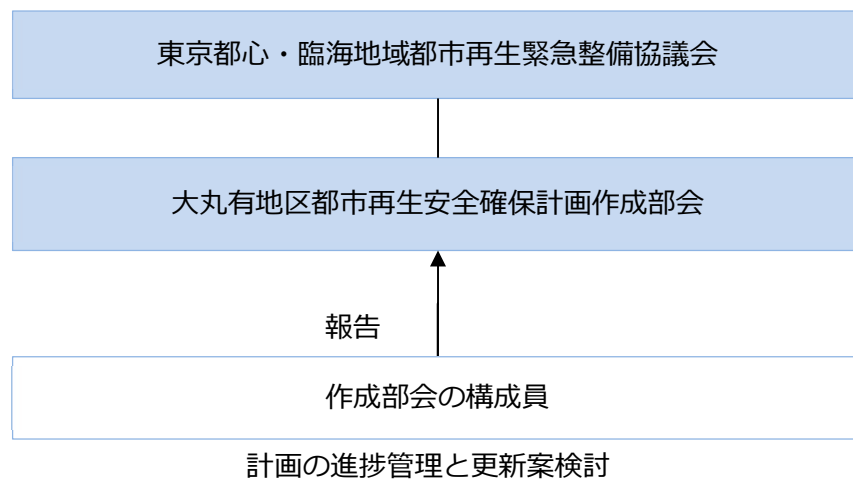 東京都心・臨海地域都市再生緊急整備協議会
大丸有地区都市再生安全確保計画作成部会
報告
作成部会の構成員
計画の進捗管理と更新案検討